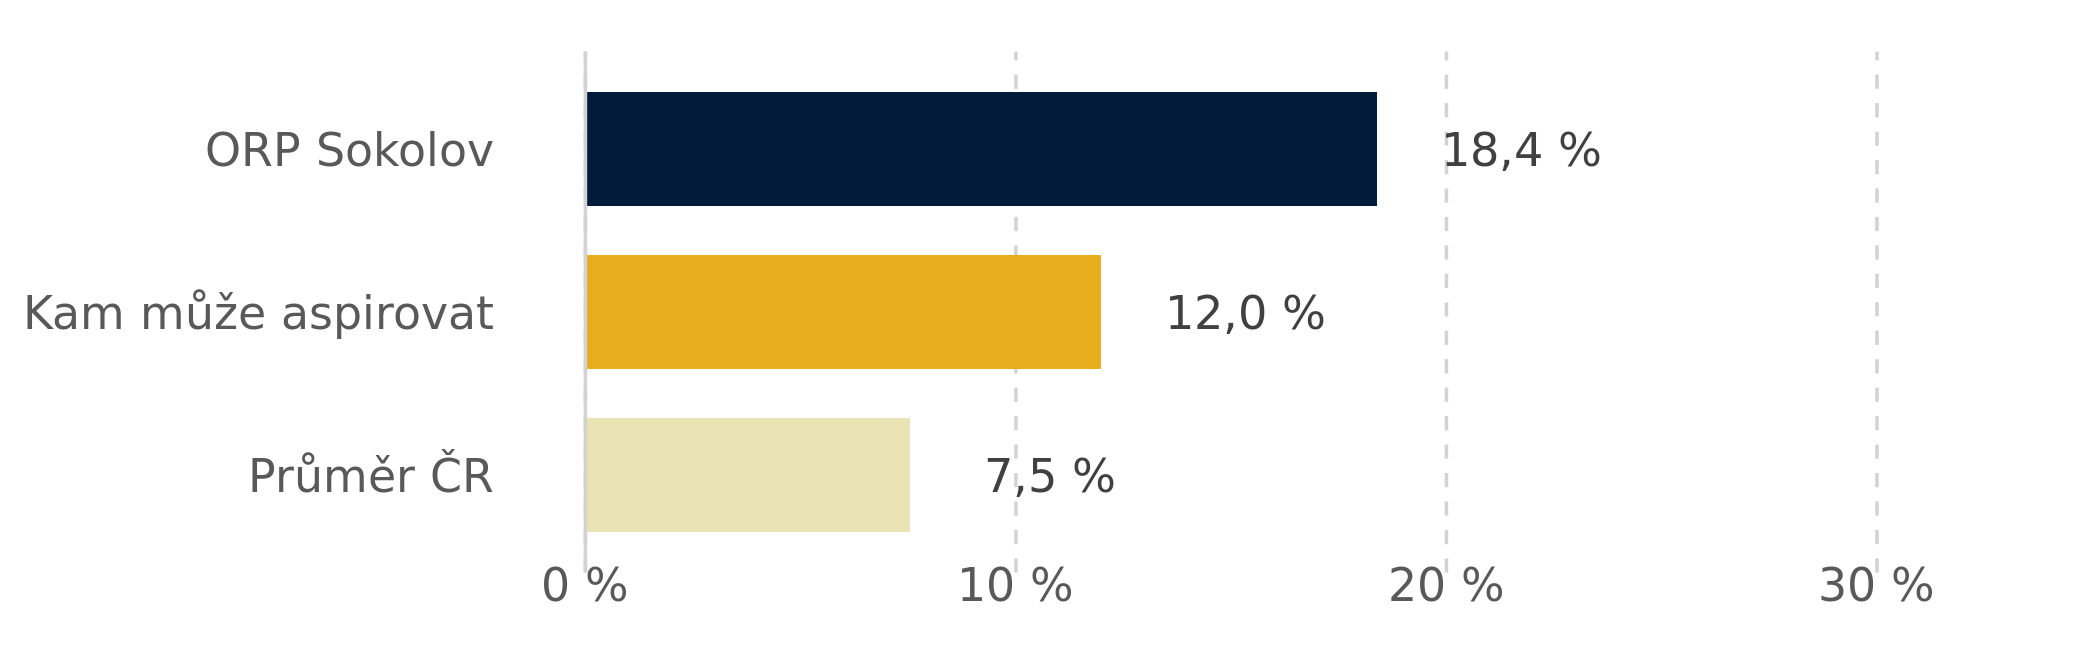 ORP Sokolov 18,4 %
Kam může aspirovat 12,0 %
Průměr ČR 7,5 %
0 % 10 % 20 % 30 %